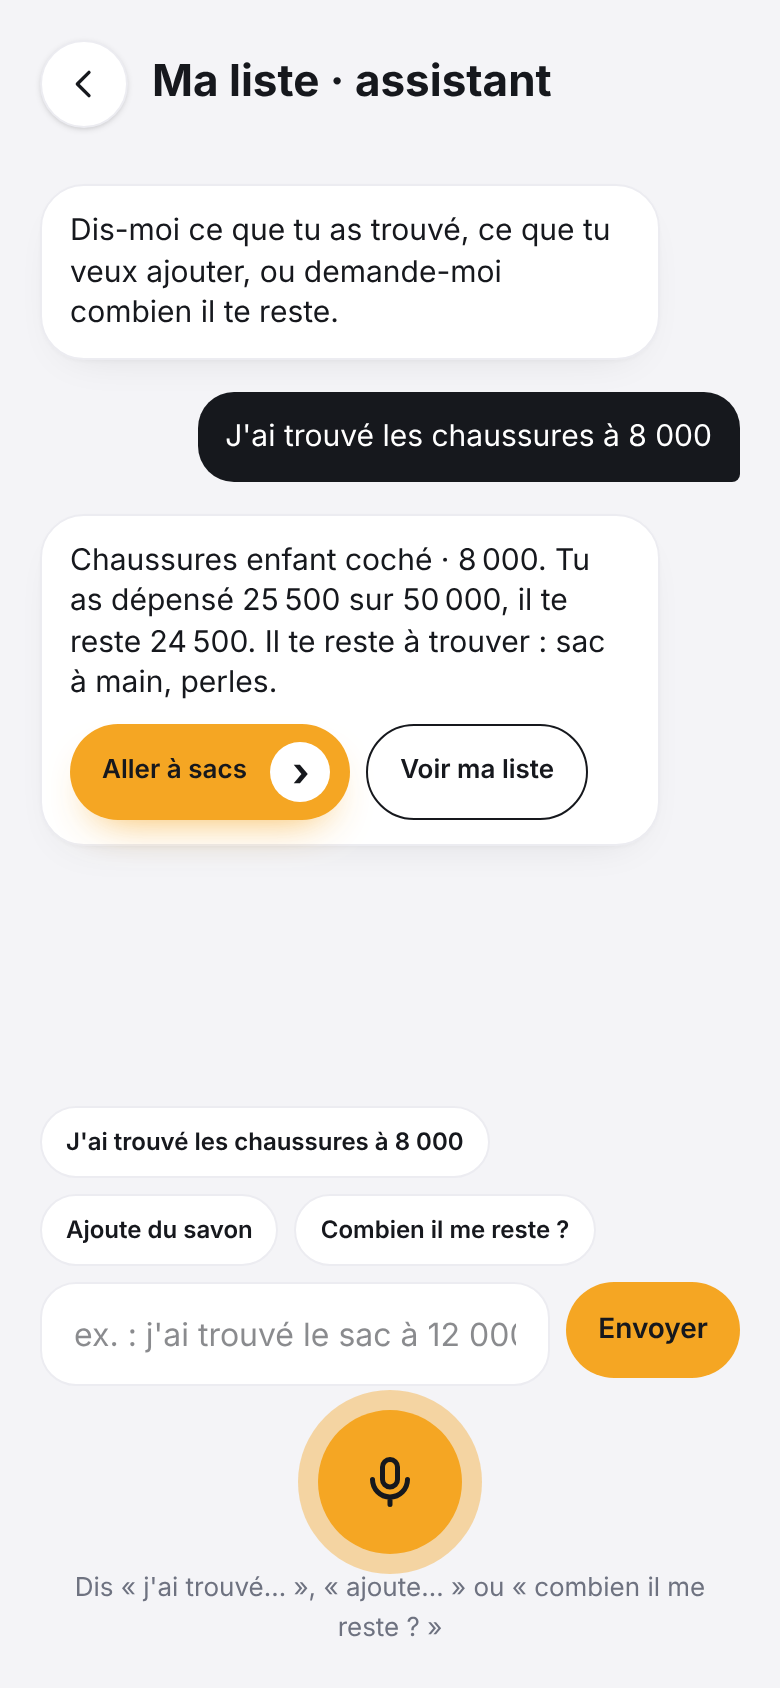 Ma liste · assistant
Dis-moi ce que tu as trouvé, ce que tu
veux ajouter, ou demande-moi
combien il te reste.
J'ai trouvé les chaussures à 8 000
Chaussures enfant coché · 8 000. Tu
as dépensé 25 500 sur 50 000, il te
reste 24 500. Il te reste à trouver : sac
à main, perles.
Aller à sacs ›
Voir ma liste
J'ai trouvé les chaussures à 8 000
Ajoute du savon
Combien il me reste ?
ex. : j'ai trouvé le sac à 12 000
Envoyer
Dis « j'ai trouvé... », « ajoute... » ou « combien il me
reste ? »